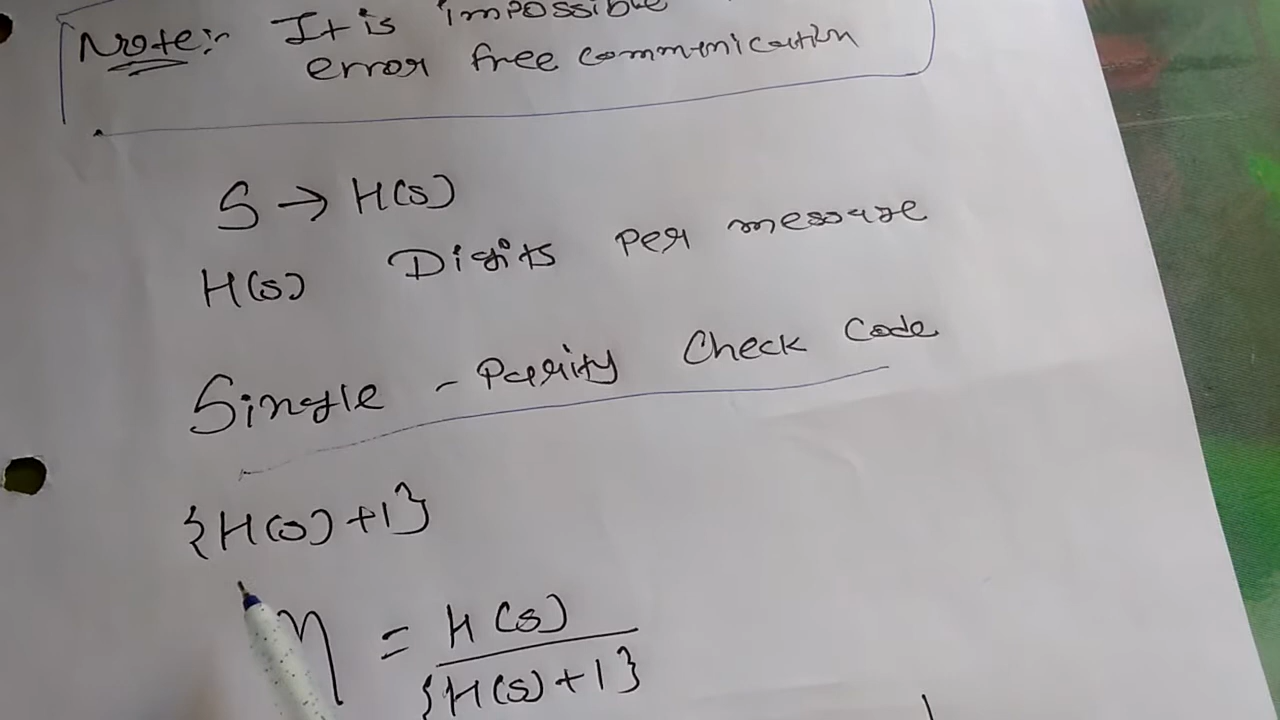 Note:- It is impossible
error free communication
S → H(s)
H(s) Digits per message
Single - Parity Check Code
{H(s)+1}
η = H(s) / {H(s)+1}